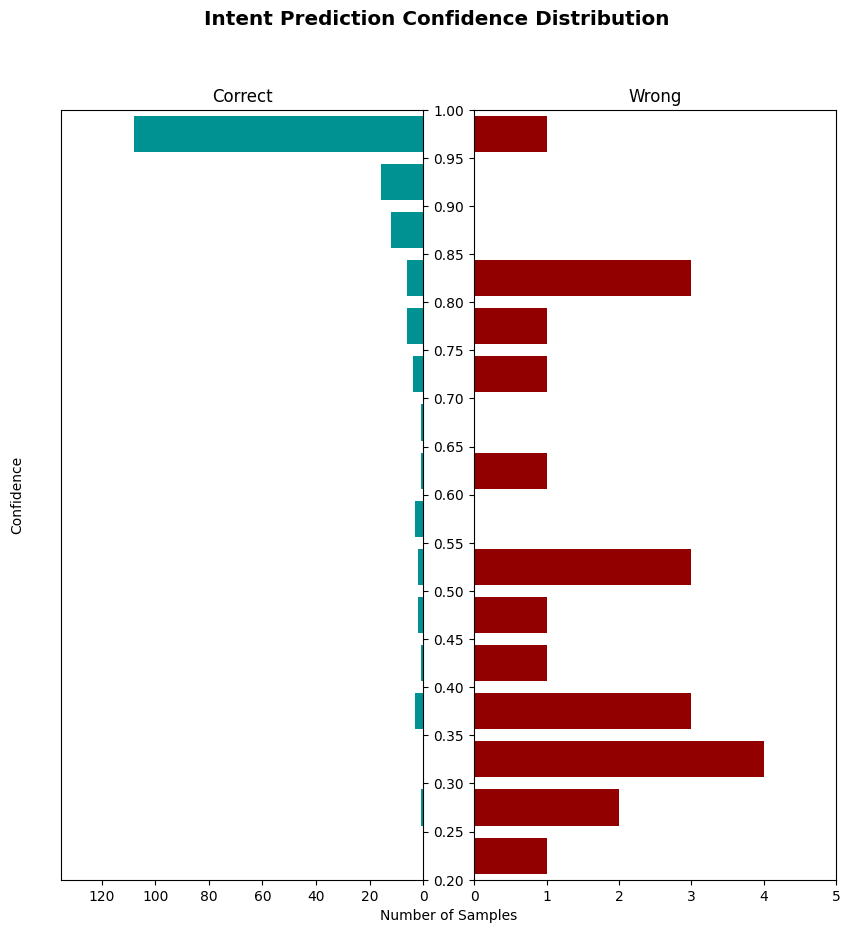 Intent Prediction Confidence Distribution
Correct
Wrong
1.00
0.95
0.90
0.85
0.80
0.75
0.70
0.65
0.60
0.55
0.50
0.45
0.40
0.35
0.30
0.25
0.20
Confidence
120 100 80 60 40 20 0
0 1 2 3 4 5
Number of Samples